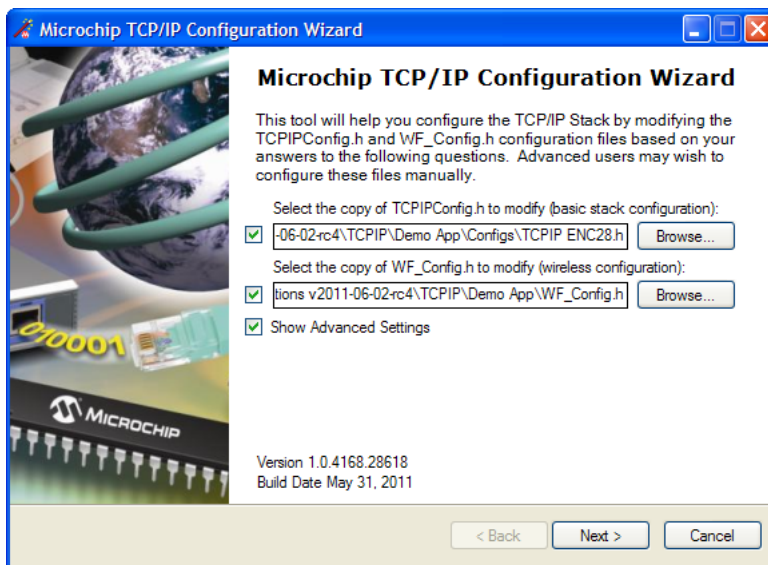 Microchip TCP/IP Configuration Wizard
Microchip TCP/IP Configuration Wizard
This tool will help you configure the TCP/IP Stack by modifying the
TCPIPConfig.h and WF_Config.h configuration files based on your
answers to the following questions.  Advanced users may wish to
configure these files manually.
Select the copy of TCPIPConfig.h to modify (basic stack configuration):
-06-02-rc4\TCPIP\Demo App\Configs\TCPIP ENC28.h Browse...
Select the copy of WF_Config.h to modify (wireless configuration):
tions v2011-06-02-rc4\TCPIP\Demo App\WF_Config.h Browse...
Show Advanced Settings
010001
MICROCHIP
Version 1.0.4168.28618
Build Date May 31, 2011
< Back Next > Cancel